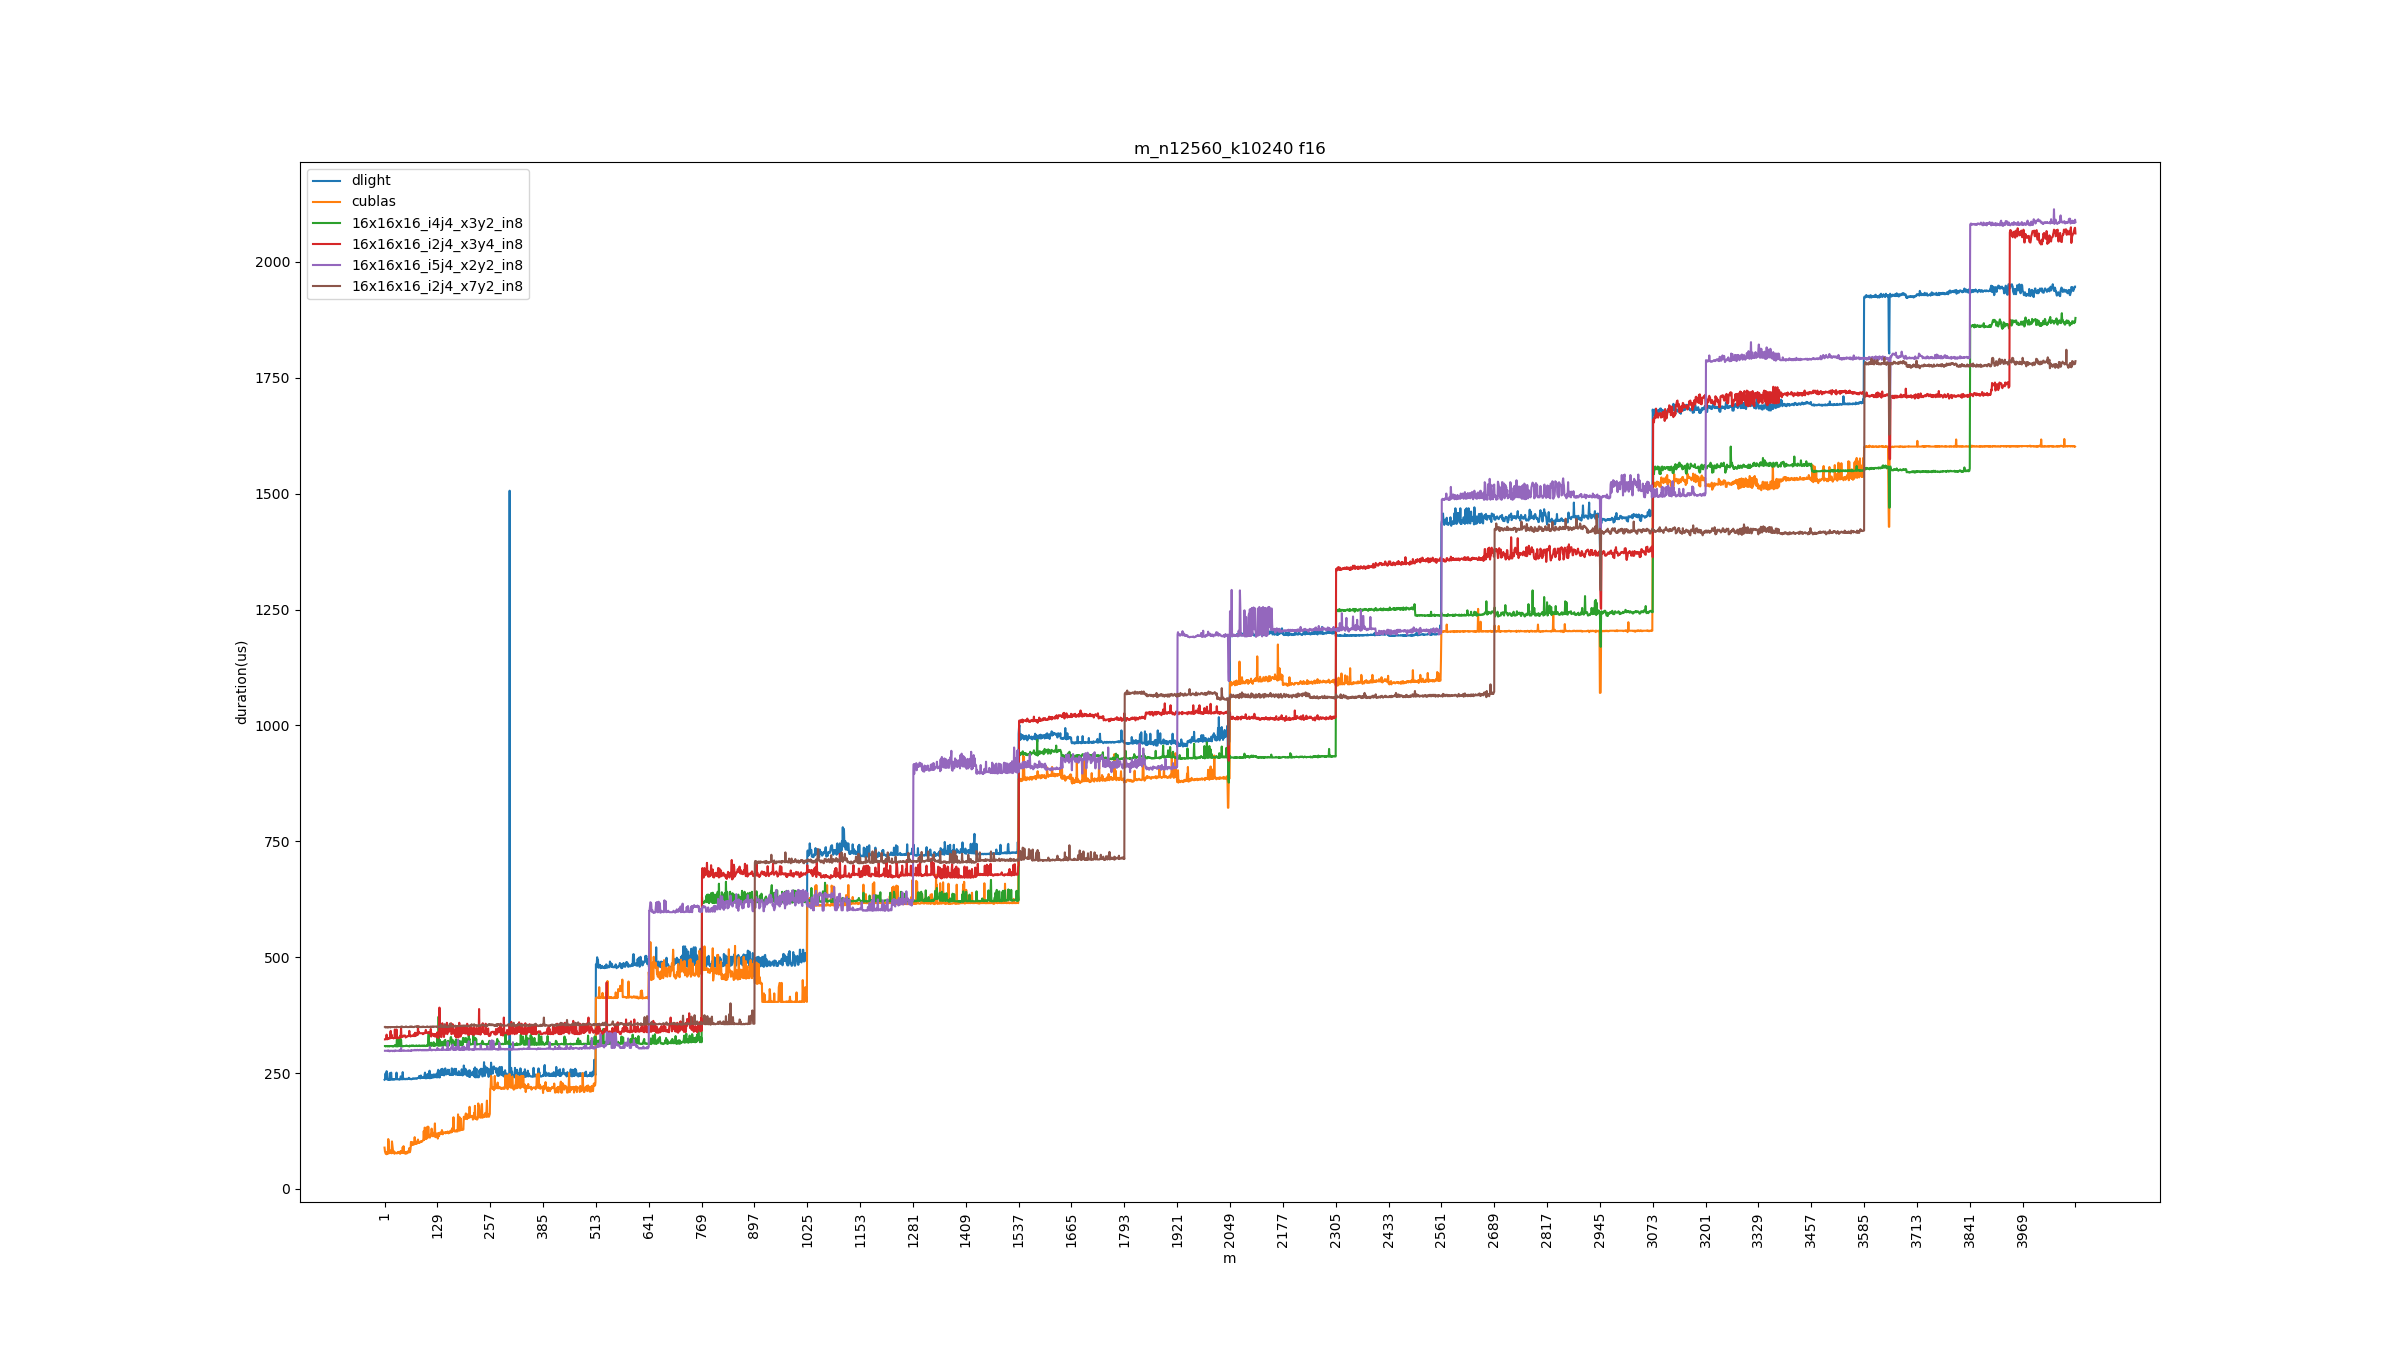 m_n12560_k10240 f16
dlight
cublas
16x16x16_i4j4_x3y2_in8
16x16x16_i2j4_x3y4_in8
16x16x16_i5j4_x2y2_in8
16x16x16_i2j4_x7y2_in8
2000
1750
1500
1250
1000
750
500
250
0
duration(us)
1 129 257 385 513 641 769 897 1025 1153 1281 1409 1537 1665 1793 1921 2049 2177 2305 2433 2561 2689 2817 2945 3073 3201 3329 3457 3585 3713 3841 3969
m